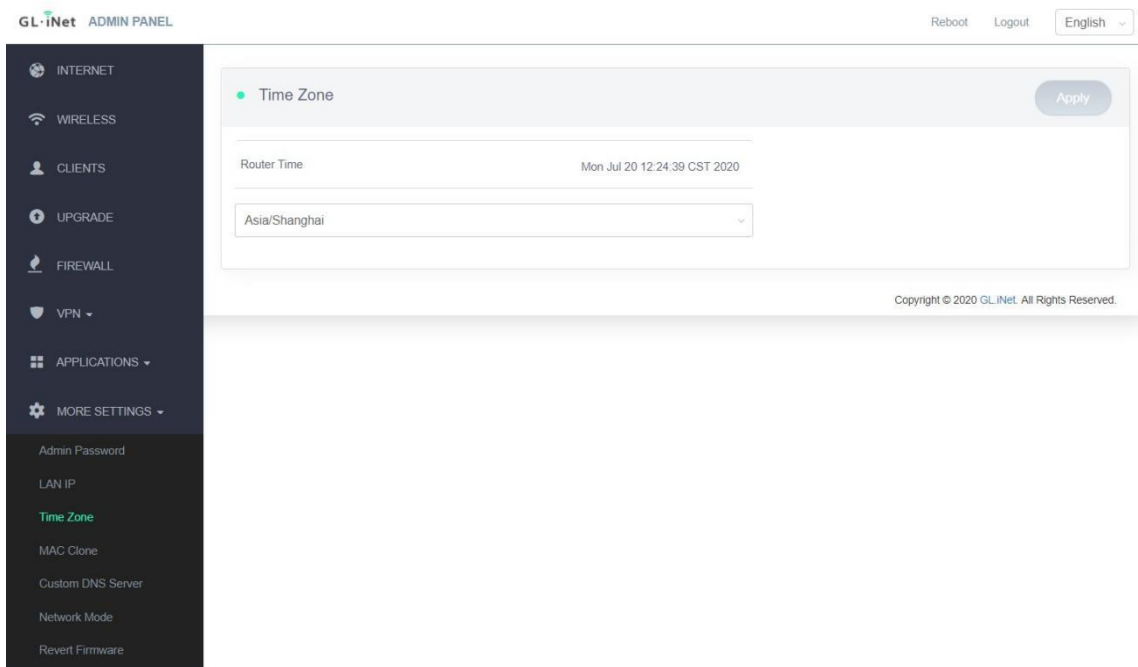 GL·iNet ADMIN PANEL
Reboot Logout English
INTERNET
WIRELESS
CLIENTS
UPGRADE
FIREWALL
VPN
APPLICATIONS
MORE SETTINGS
Admin Password
LAN IP
Time Zone
MAC Clone
Custom DNS Server
Network Mode
Revert Firmware
Time Zone
Apply
Router Time Mon Jul 20 12:24:39 CST 2020
Asia/Shanghai
Copyright © 2020 GL.iNet. All Rights Reserved.